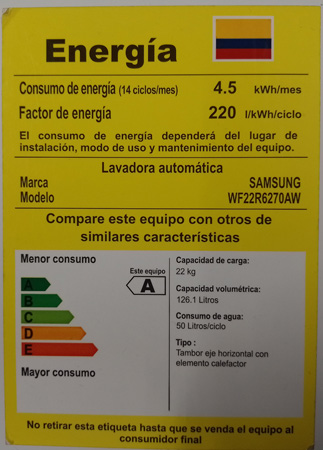 Energía
Consumo de energía (14 ciclos/mes) 4.5 kWh/mes
Factor de energía 220 l/kWh/ciclo
El consumo de energía dependerá del lugar de
instalación, modo de uso y mantenimiento del equipo.
Lavadora automática
Marca SAMSUNG
Modelo WF22R6270AW
Compare este equipo con otros de
similares características
Menor consumo
Este equipo
A
A
B
C
D
E
Mayor consumo
Capacidad de carga:
22 kg
Capacidad volumétrica:
126.1 Litros
Consumo de agua:
50 Litros/ciclo
Tipo :
Tambor eje horizontal con
elemento calefactor
No retirar esta etiqueta hasta que se venda el equipo al
consumidor final